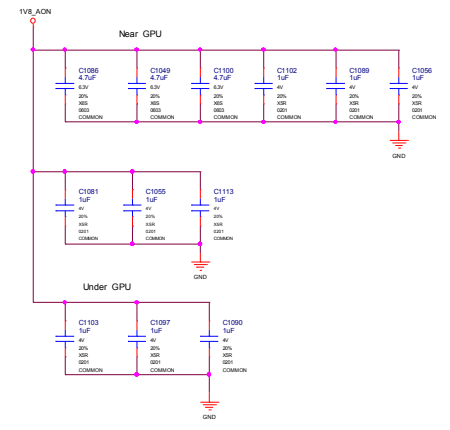 1V8_AON
Near GPU
C1086 C1049 C1100 C1102 C1089 C1056
4.7uF 4.7uF 4.7uF 1uF 1uF 1uF
6.3V 6.3V 6.3V 4V 4V 4V
20% 20% 20% 20% 20% 20%
X6S X6S X6S X5R X5R X5R
0603 0603 0603 0201 0201 0201
COMMON COMMON COMMON COMMON COMMON COMMON
GND
C1081 C1055 C1113
1uF 1uF 1uF
4V 4V 4V
20% 20% 20%
X5R X5R X5R
0201 0201 0201
COMMON COMMON COMMON
GND
Under GPU
C1103 C1097 C1090
1uF 1uF 1uF
4V 4V 4V
20% 20% 20%
X5R X5R X5R
0201 0201 0201
COMMON COMMON COMMON
GND